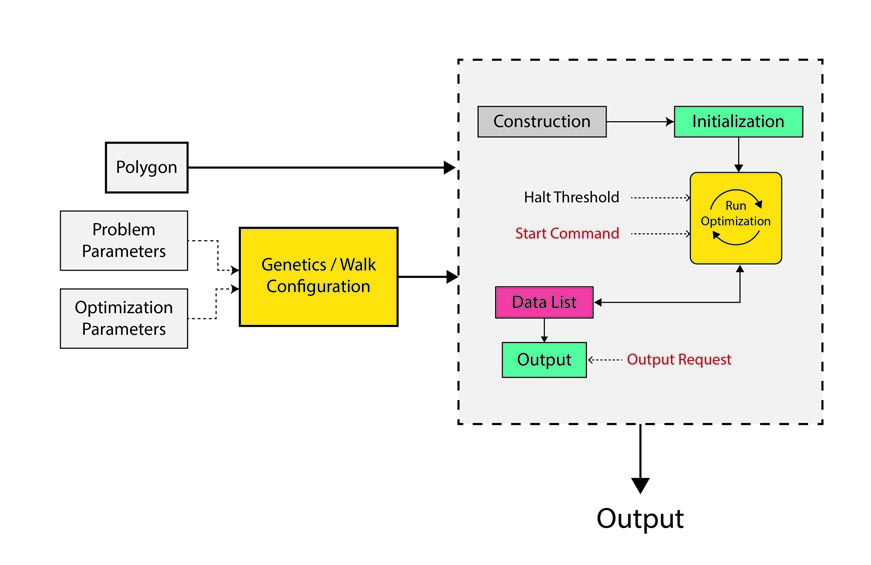 Polygon
Problem
Parameters
Optimization
Parameters
Genetics / Walk
Configuration
Construction
Initialization
Halt Threshold
Start Command
Run
Optimization
Data List
Output
Output Request
Output